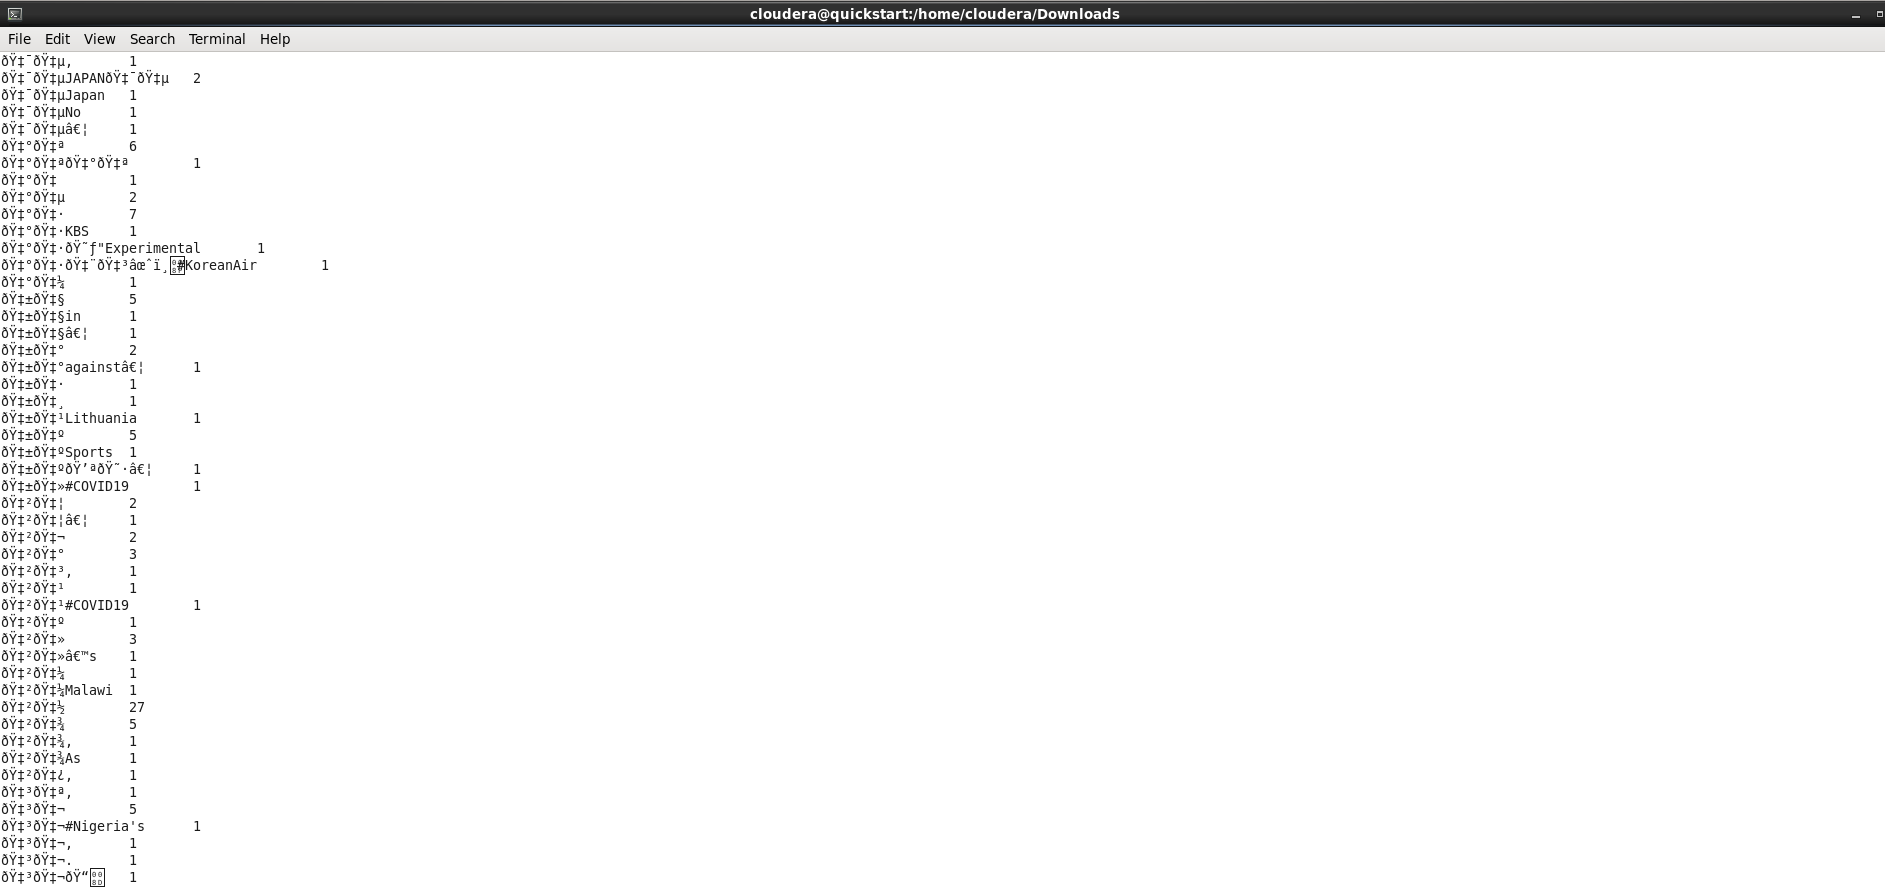 cloudera@quickstart:/home/cloudera/Downloads
File Edit View Search Terminal Help
ðŸ‡¯ðŸ‡µ, 1
ðŸ‡¯ðŸ‡µJAPANðŸ‡¯ðŸ‡µ 2
ðŸ‡¯ðŸ‡µJapan 1
ðŸ‡¯ðŸ‡µNo 1
ðŸ‡¯ðŸ‡µâ€¦ 1
ðŸ‡°ðŸ‡ª 6
ðŸ‡°ðŸ‡ªðŸ‡°ðŸ‡ª 1
ðŸ‡°ðŸ‡ 1
ðŸ‡°ðŸ‡µ 2
ðŸ‡°ðŸ‡· 7
ðŸ‡°ðŸ‡·KBS 1
ðŸ‡°ðŸ‡·ðŸ˜ƒ"Experimental 1
ðŸ‡°ðŸ‡·ðŸ‡¨ðŸ‡³âœˆï¸#KoreanAir 1
ðŸ‡°ðŸ‡¼ 1
ðŸ‡±ðŸ‡§ 5
ðŸ‡±ðŸ‡§in 1
ðŸ‡±ðŸ‡§â€¦ 1
ðŸ‡±ðŸ‡° 2
ðŸ‡±ðŸ‡°againstâ€¦ 1
ðŸ‡±ðŸ‡· 1
ðŸ‡±ðŸ‡¸ 1
ðŸ‡±ðŸ‡¹Lithuania 1
ðŸ‡±ðŸ‡º 5
ðŸ‡±ðŸ‡ºSports 1
ðŸ‡±ðŸ‡ºðŸ’ªðŸ˜·â€¦ 1
ðŸ‡±ðŸ‡»#COVID19 1
ðŸ‡²ðŸ‡¦ 2
ðŸ‡²ðŸ‡¦â€¦ 1
ðŸ‡²ðŸ‡¬ 2
ðŸ‡²ðŸ‡° 3
ðŸ‡²ðŸ‡³, 1
ðŸ‡²ðŸ‡¹ 1
ðŸ‡²ðŸ‡¹#COVID19 1
ðŸ‡²ðŸ‡º 1
ðŸ‡²ðŸ‡» 3
ðŸ‡²ðŸ‡»â€™s 1
ðŸ‡²ðŸ‡¼ 1
ðŸ‡²ðŸ‡¼Malawi 1
ðŸ‡²ðŸ‡½ 27
ðŸ‡²ðŸ‡¾ 5
ðŸ‡²ðŸ‡¾, 1
ðŸ‡²ðŸ‡¾As 1
ðŸ‡²ðŸ‡¿, 1
ðŸ‡³ðŸ‡ª, 1
ðŸ‡³ðŸ‡¬ 5
ðŸ‡³ðŸ‡¬#Nigeria's 1
ðŸ‡³ðŸ‡¬, 1
ðŸ‡³ðŸ‡¬. 1
ðŸ‡³ðŸ‡¬ðŸ“ 1